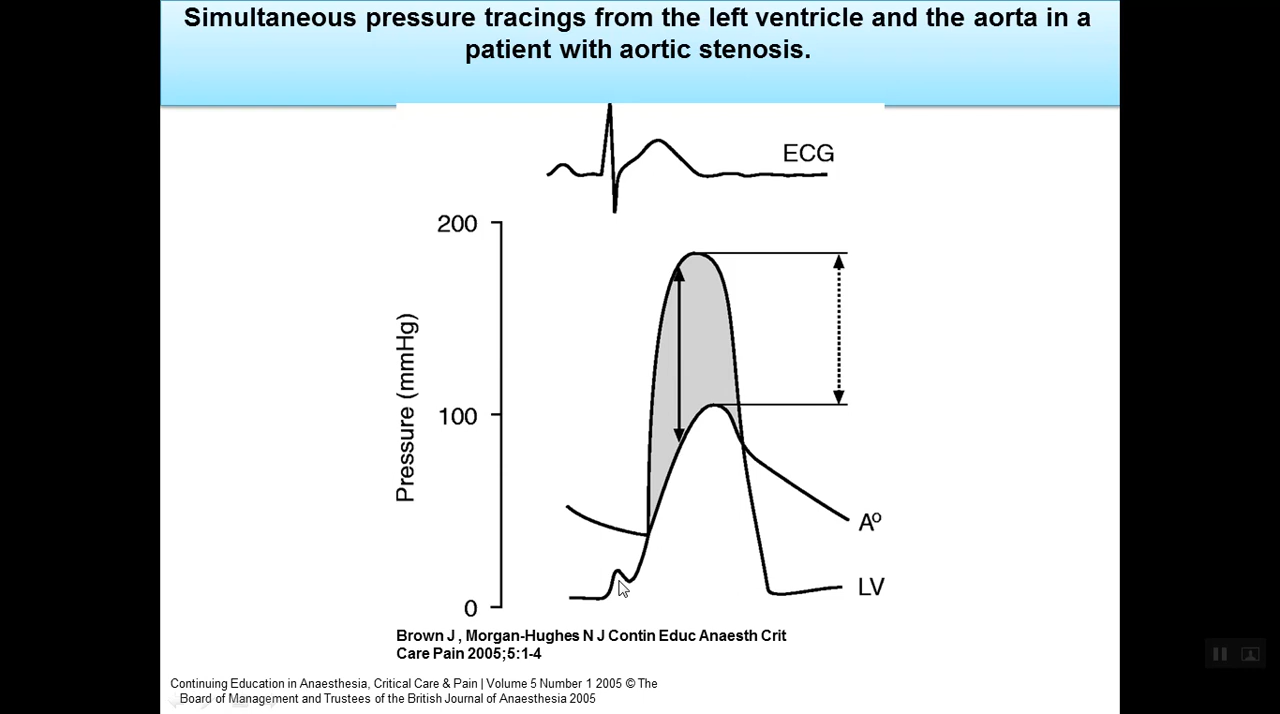 Simultaneous pressure tracings from the left ventricle and the aorta in a
patient with aortic stenosis.
ECG
200
Pressure (mmHg)
100
Aº
LV
0
Brown J , Morgan-Hughes N J Contin Educ Anaesth Crit
Care Pain 2005;5:1-4
Continuing Education in Anaesthesia, Critical Care & Pain | Volume 5 Number 1 2005 © The
Board of Management and Trustees of the British Journal of Anaesthesia 2005